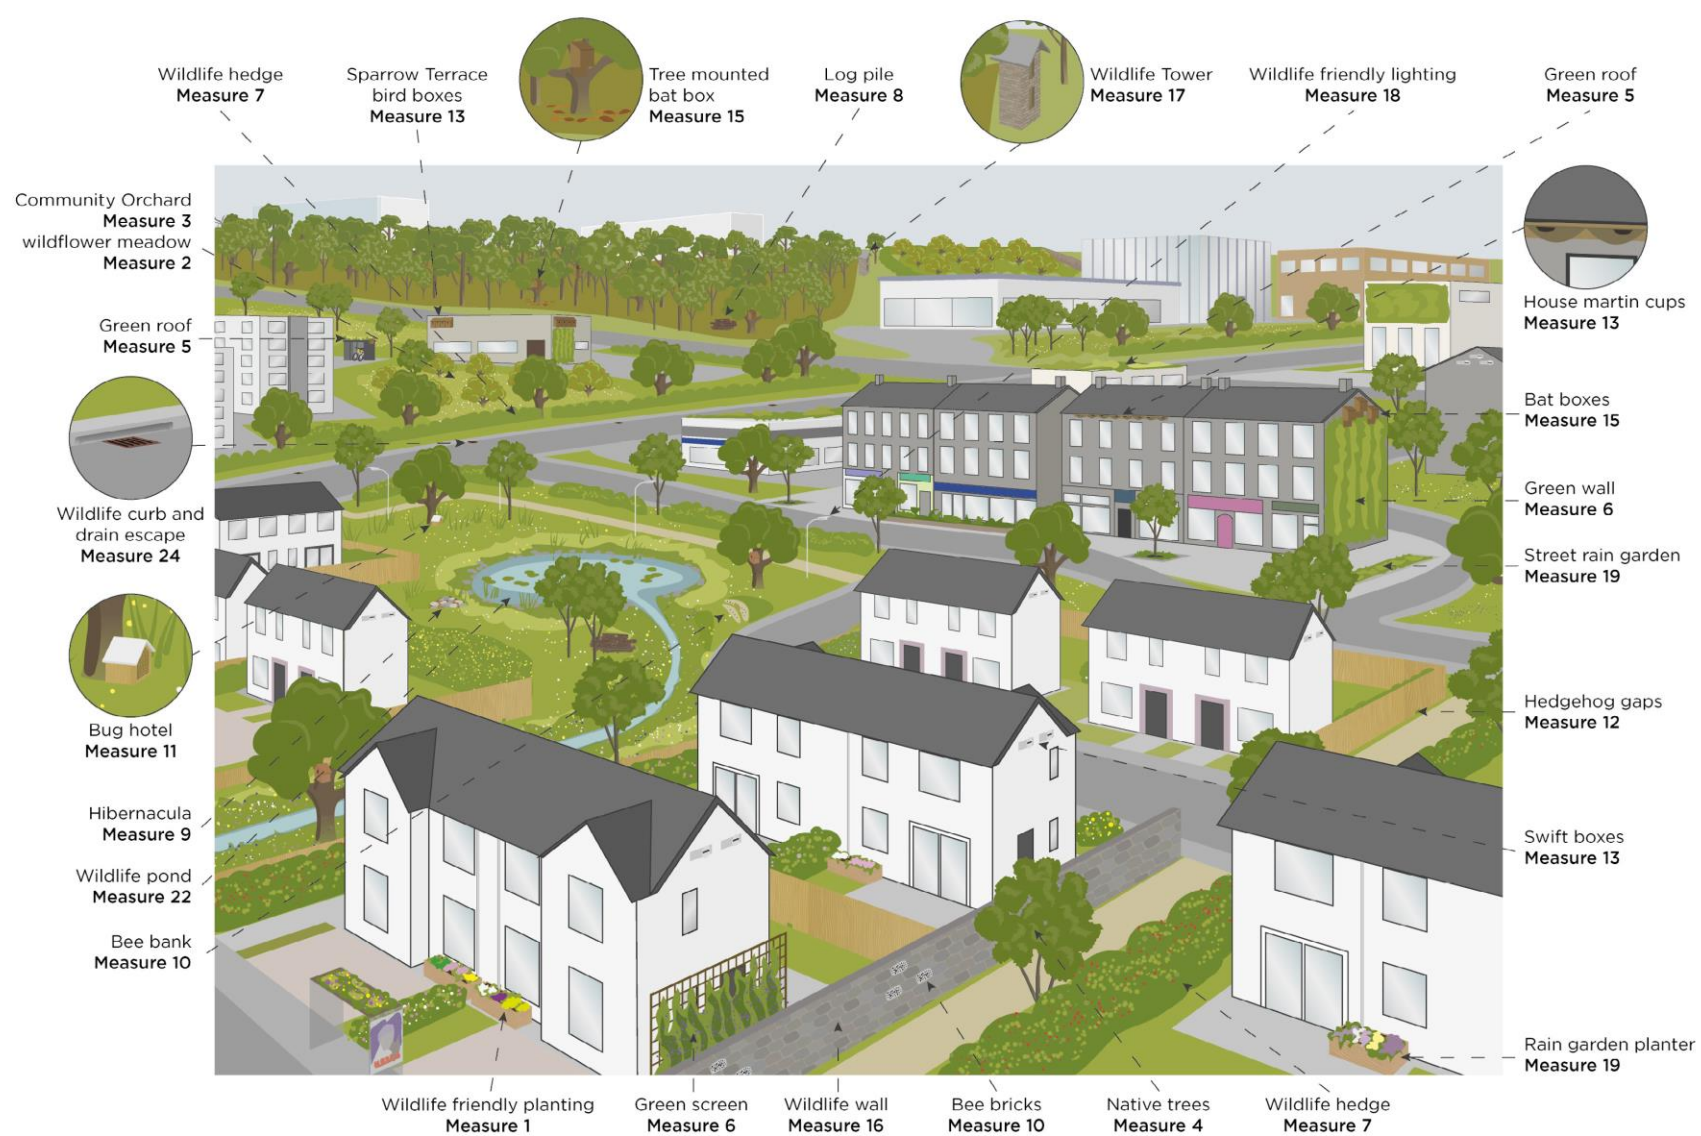 Wildlife hedge
Measure 7
Sparrow Terrace
bird boxes
Measure 13
Tree mounted
bat box
Measure 15
Log pile
Measure 8
Wildlife Tower
Measure 17
Wildlife friendly lighting
Measure 18
Green roof
Measure 5
Community Orchard
Measure 3
wildflower meadow
Measure 2
Green roof
Measure 5
Wildlife curb and
drain escape
Measure 24
Bug hotel
Measure 11
Hibernacula
Measure 9
Wildlife pond
Measure 22
Bee bank
Measure 10
House martin cups
Measure 13
Bat boxes
Measure 15
Green wall
Measure 6
Street rain garden
Measure 19
Hedgehog gaps
Measure 12
Swift boxes
Measure 13
Rain garden planter
Measure 19
Wildlife friendly planting
Measure 1
Green screen
Measure 6
Wildlife wall
Measure 16
Bee bricks
Measure 10
Native trees
Measure 4
Wildlife hedge
Measure 7